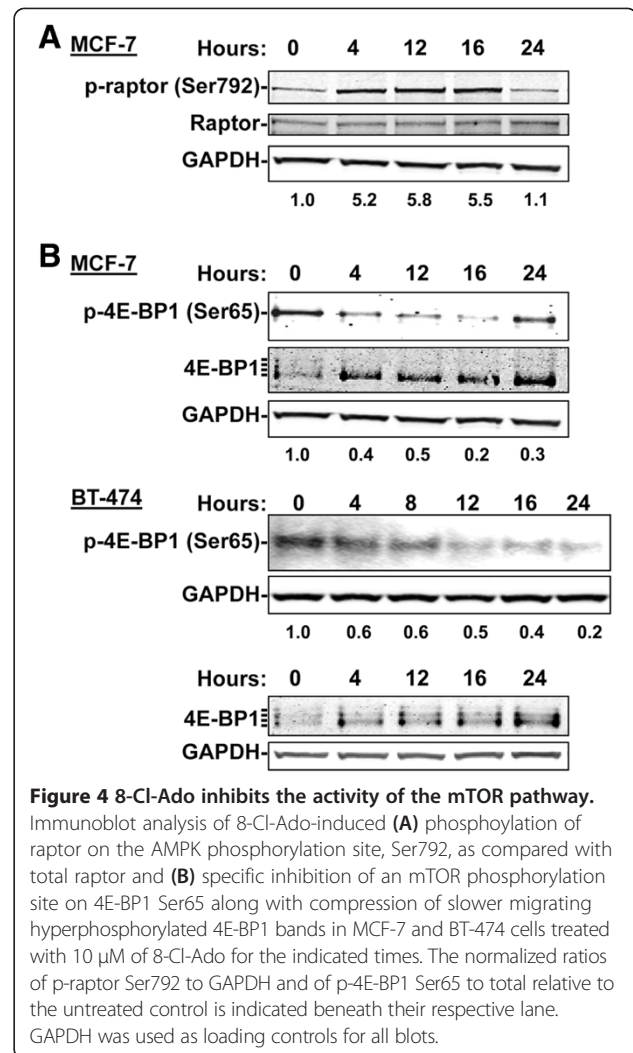 A MCF-7 Hours: 0 4 12 16 24
p-raptor (Ser792)
Raptor-
GAPDH-
1.0 5.2 5.8 5.5 1.1
B MCF-7 Hours: 0 4 12 16 24
p-4E-BP1 (Ser65)-
4E-BP1
GAPDH-
1.0 0.4 0.5 0.2 0.3
BT-474 Hours: 0 4 8 12 16 24
p-4E-BP1 (Ser65)-
GAPDH-
1.0 0.6 0.6 0.5 0.4 0.2
Hours: 0 4 12 16 24
4E-BP1
GAPDH-
Figure 4 8-Cl-Ado inhibits the activity of the mTOR pathway.
Immunoblot analysis of 8-Cl-Ado-induced (A) phosphoylation of
raptor on the AMPK phosphorylation site, Ser792, as compared with
total raptor and (B) specific inhibition of an mTOR phosphorylation
site on 4E-BP1 Ser65 along with compression of slower migrating
hyperphosphorylated 4E-BP1 bands in MCF-7 and BT-474 cells treated
with 10 μM of 8-Cl-Ado for the indicated times. The normalized ratios
of p-raptor Ser792 to GAPDH and of p-4E-BP1 Ser65 to total relative to
the untreated control is indicated beneath their respective lane.
GAPDH was used as loading controls for all blots.